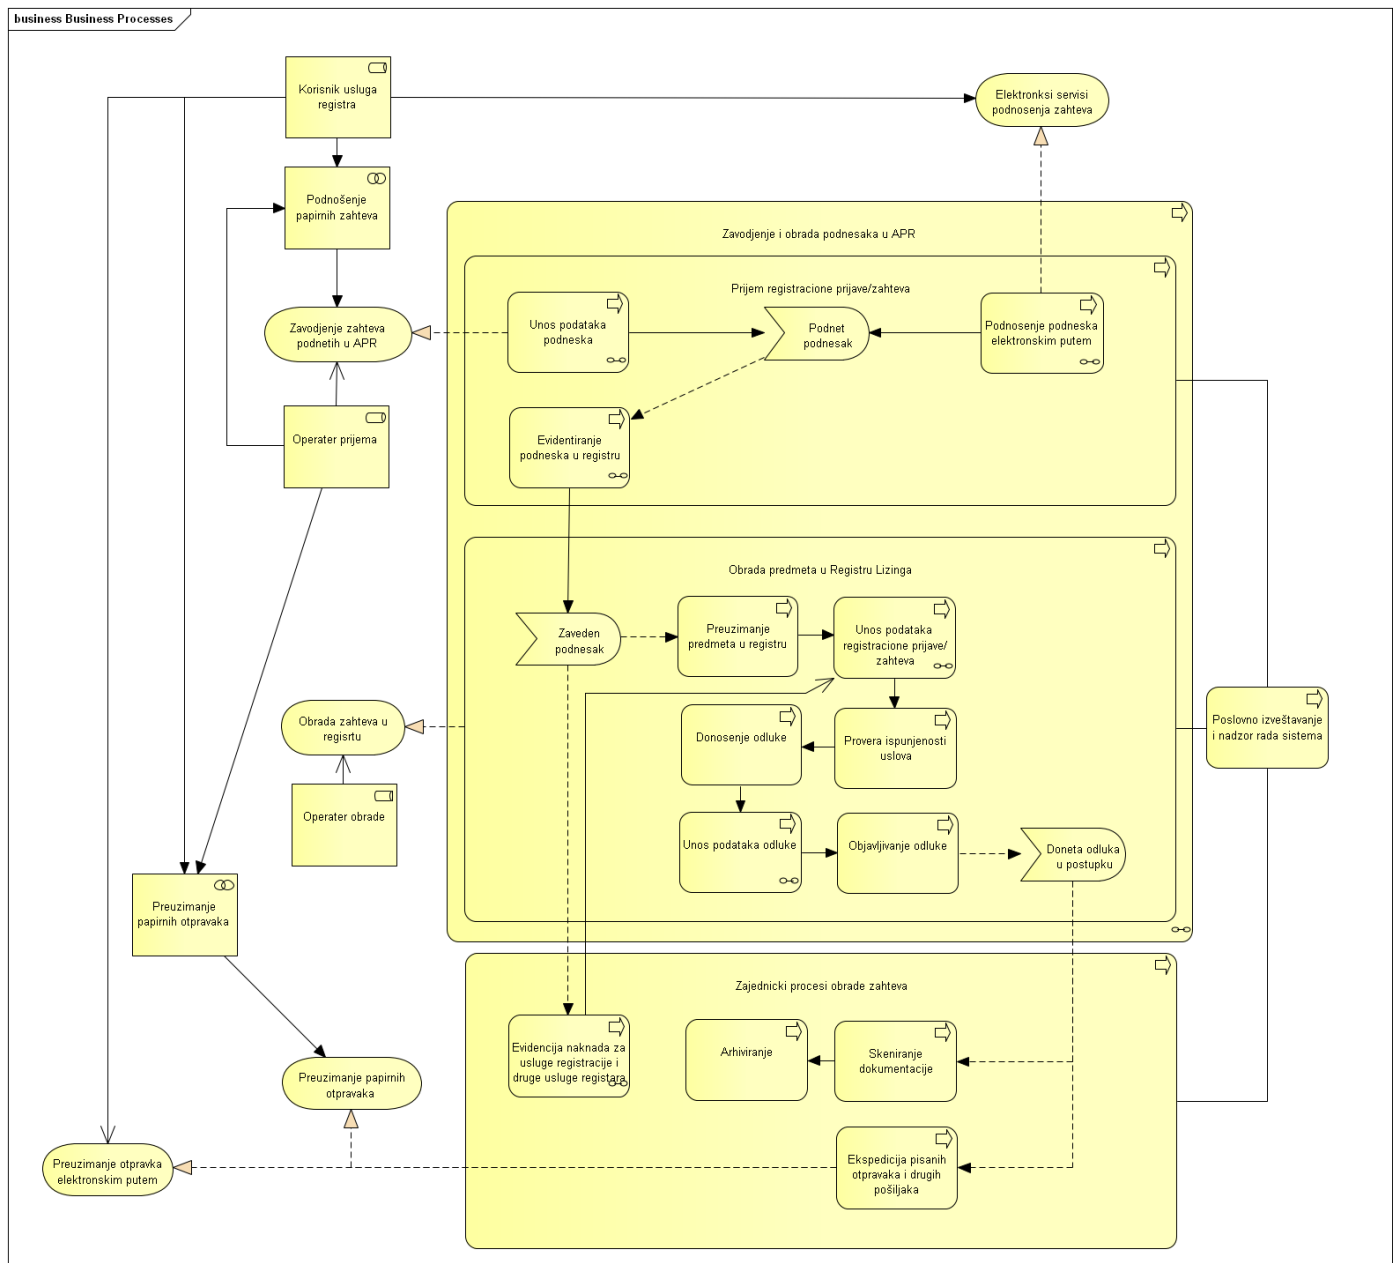 business Business Processes
Korisnik usluga
registra
Elektronksi servisi
podnosenja zahteva
Podnošenje
papirnih zahteva
Zavodjenje i obrada podnesaka u APR
Prijem registracione prijave/zahteva
Zavodjenje zahteva
podnetih u APR
Unos podataka
podneska
Podnet
podnesak
Podnosenje podneska
elektronskim putem
Operater prijema
Evidentiranje
podneska u registru
Obrada predmeta u Registru Lizinga
Zaveden
podnesak
Preuzimanje
predmeta u registru
Unos podataka
registracione prijave/
zahteva
Obrada zahteva u
regisrtu
Donosenje odluke
Provera ispunjenosti
uslova
Poslovno izveštavanje
i nadzor rada sistema
Operater obrade
Unos podataka odluke
Objavljivanje odluke
Doneta odluka
u postupku
Preuzimanje
papirnih otpravaka
Zajednicki procesi obrade zahteva
Evidencija naknada za
usluge registracije i
druge usluge registara
Arhiviranje
Skeniranje
dokumentacije
Preuzimanje papirnih
otpravaka
Preuzimanje otpravka
elektronskim putem
Ekspedicija pisanih
otpravaka i drugih
pošiljaka